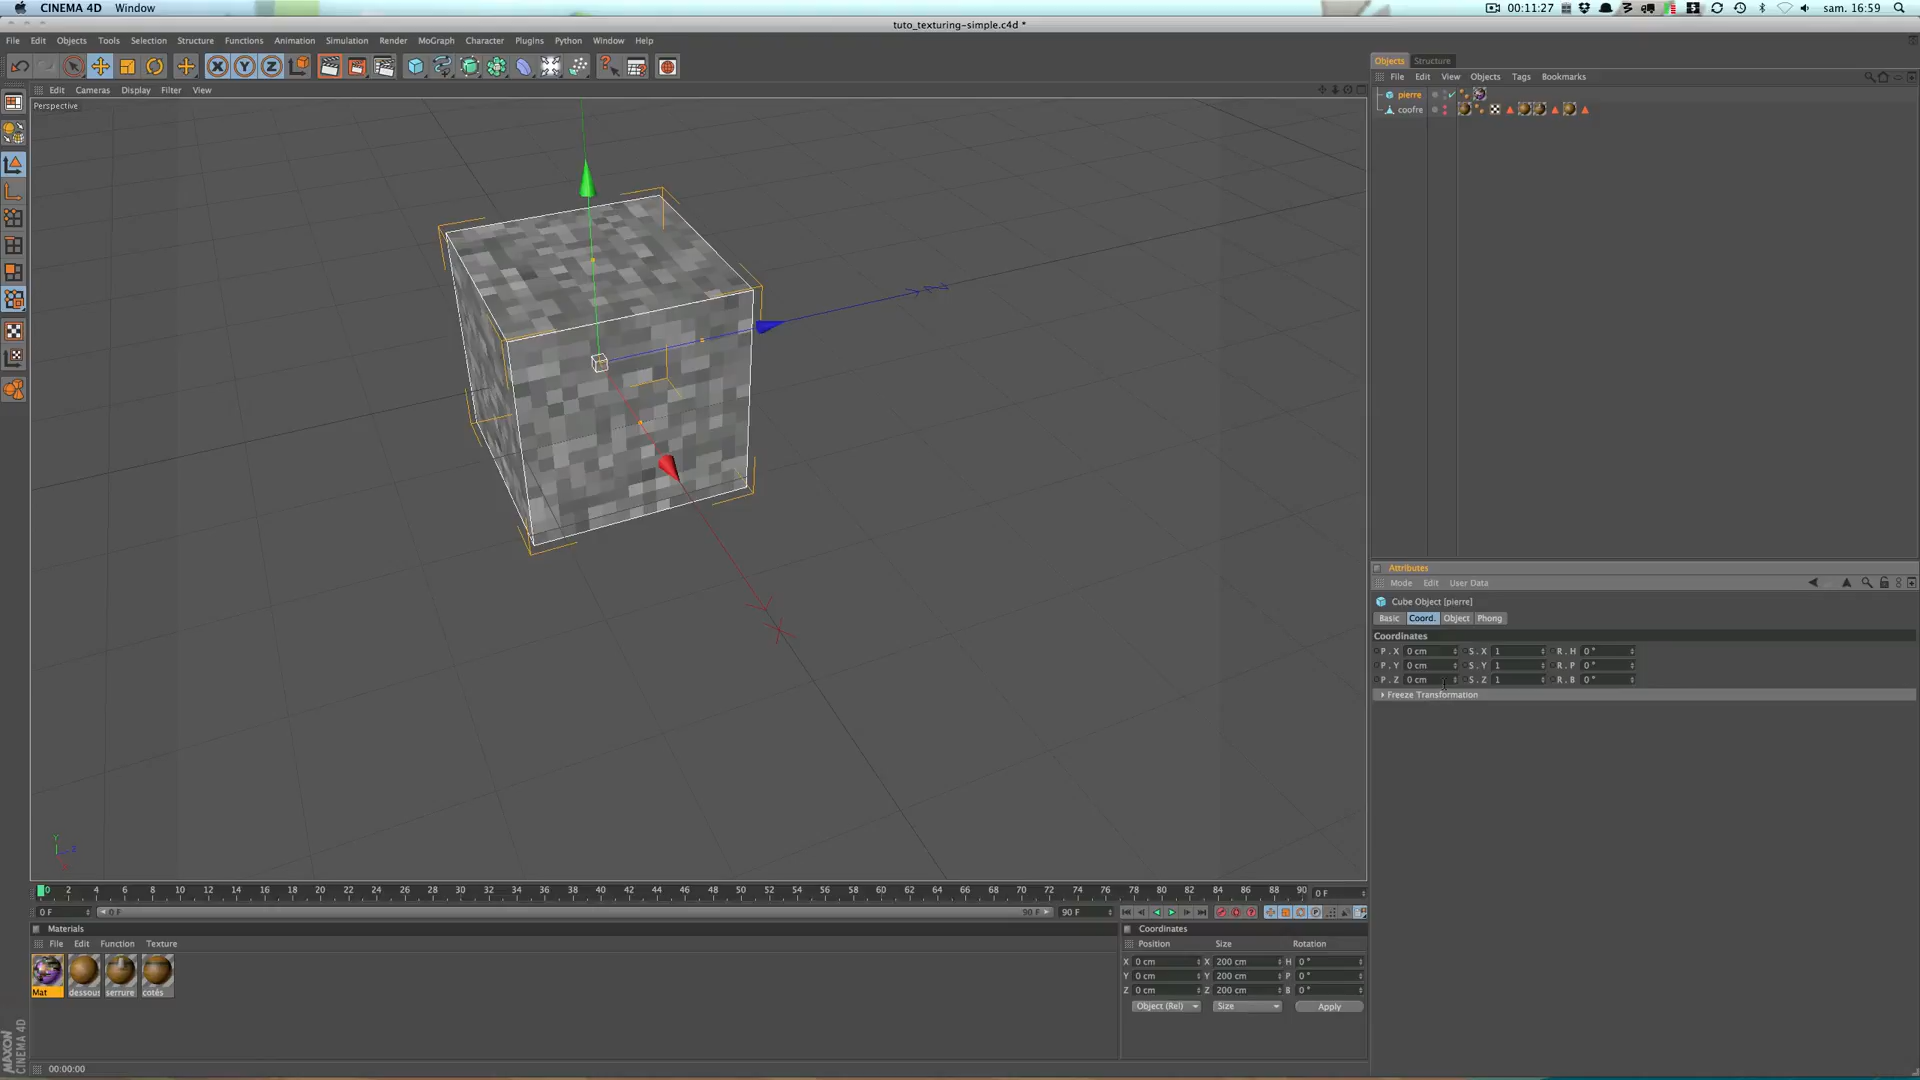 CINEMA 4D Window 00:11:27 sam. 16:59
tuto_texturing-simple.c4d *
File Edit Objects Tools Selection Structure Functions Animation Simulation Render MoGraph Character Plugins Python Window Help
Edit Cameras Display Filter View
Perspective
Objects Structure
File Edit View Objects Tags Bookmarks
pierre
coofre
Attributes
Mode Edit User Data
Cube Object [pierre]
Basic Coord. Object Phong
Coordinates
P . X 0 cm S . X 1 R . H 0 °
P . Y 0 cm S . Y 1 R . P 0 °
P . Z 0 cm S . Z 1 R . B 0 °
Freeze Transformation
Y
Z
0 2 4 6 8 10 12 14 16 18 20 22 24 26 28 30 32 34 36 38 40 42 44 46 48 50 52 54 56 58 60 62 64 66 68 70 72 74 76 78 80 82 84 86 88 90 0 F
0 F 0 F 90 F 90 F
Materials
File Edit Function Texture
Mat dessous serrure cotés
Coordinates
Position Size Rotation
X 0 cm X 200 cm H 0 °
Y 0 cm Y 200 cm P 0 °
Z 0 cm Z 200 cm B 0 °
Object (Rel) Size Apply
MAXON
CINEMA 4D
00:00:00